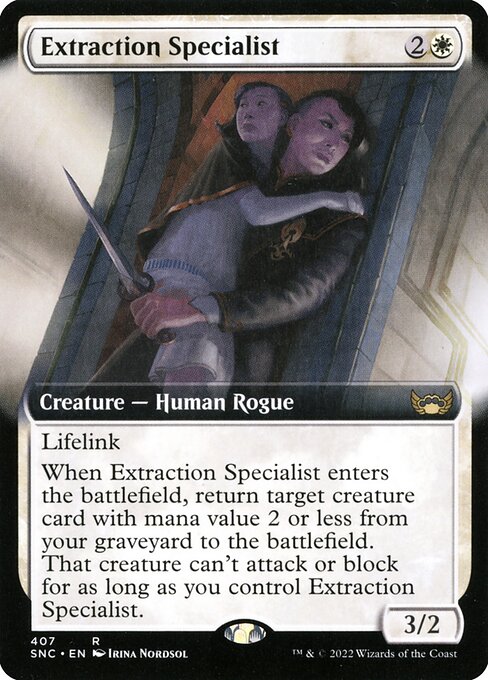 Extraction Specialist 2
Creature — Human Rogue
Lifelink
When Extraction Specialist enters
the battlefield, return target creature
card with mana value 2 or less from
your graveyard to the battlefield.
That creature can't attack or block
for as long as you control Extraction
Specialist.
3/2
407 R
SNC • EN Irina Nordsol
™ & © 2022 Wizards of the Coast